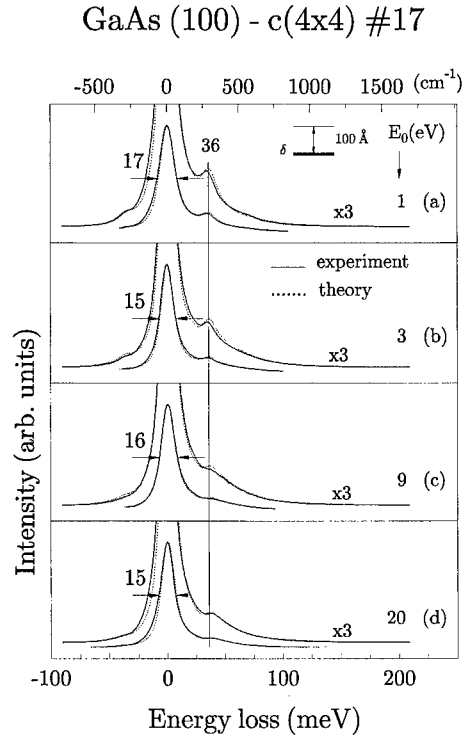 GaAs (100) - c(4x4) #17
-500 0 500 1000 1500 (cm⁻¹)
δ 100 Å E₀(eV)
17 36
x3 1 (a)
experiment
theory
15
x3 3 (b)
16
x3 9 (c)
15
x3 20 (d)
Intensity (arb. units)
-100 0 100 200
Energy loss (meV)